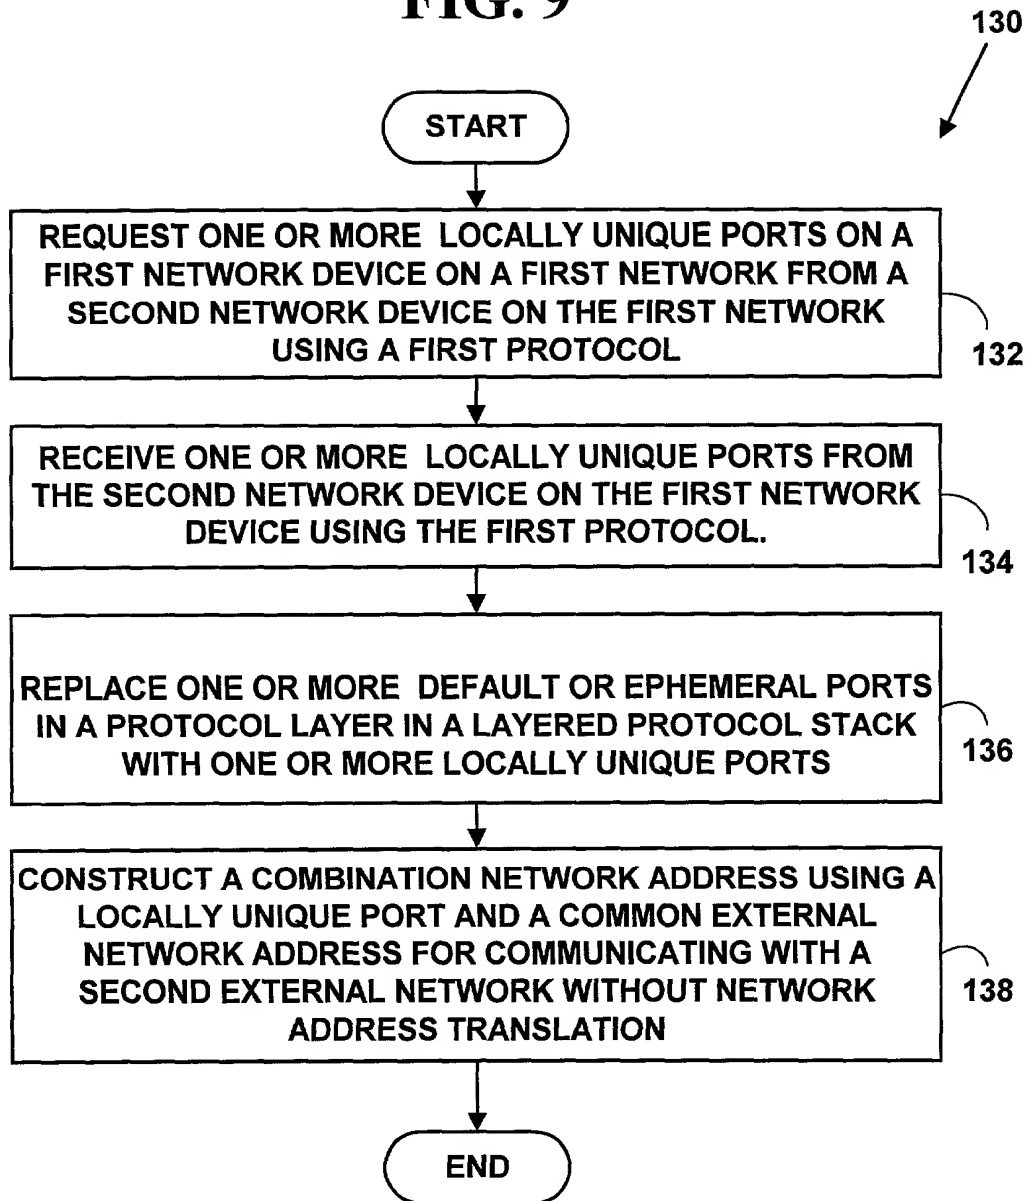 FIG. 9
130
START
REQUEST ONE OR MORE LOCALLY UNIQUE PORTS ON A
FIRST NETWORK DEVICE ON A FIRST NETWORK FROM A
SECOND NETWORK DEVICE ON THE FIRST NETWORK
USING A FIRST PROTOCOL
132
RECEIVE ONE OR MORE LOCALLY UNIQUE PORTS FROM
THE SECOND NETWORK DEVICE ON THE FIRST NETWORK
DEVICE USING THE FIRST PROTOCOL.
134
REPLACE ONE OR MORE DEFAULT OR EPHEMERAL PORTS
IN A PROTOCOL LAYER IN A LAYERED PROTOCOL STACK
WITH ONE OR MORE LOCALLY UNIQUE PORTS
136
CONSTRUCT A COMBINATION NETWORK ADDRESS USING A
LOCALLY UNIQUE PORT AND A COMMON EXTERNAL
NETWORK ADDRESS FOR COMMUNICATING WITH A
SECOND EXTERNAL NETWORK WITHOUT NETWORK
ADDRESS TRANSLATION
138
END